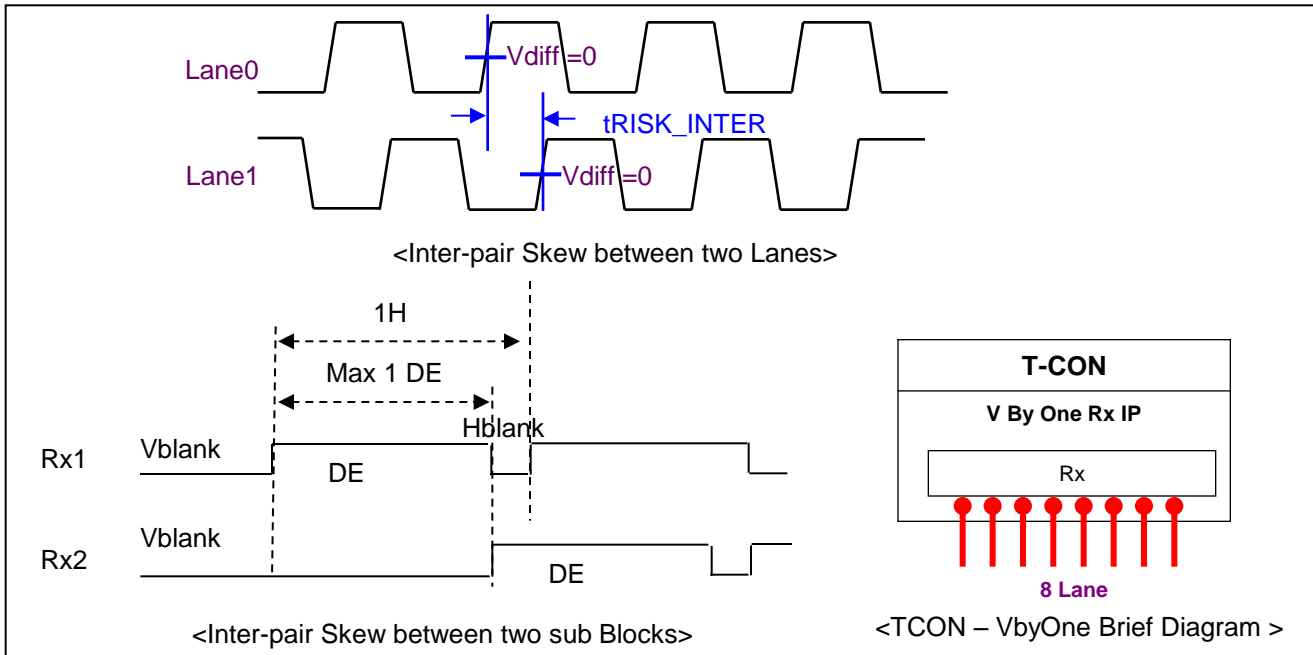 Lane0
Vdiff =0
tRISK_INTER
Lane1
Vdiff =0
<Inter-pair Skew between two Lanes>
1H
Max 1 DE
Hblank
Rx1
Vblank
DE
Rx2
Vblank
DE
<Inter-pair Skew between two sub Blocks>
T-CON
V By One Rx IP
Rx
8 Lane
<TCON – VbyOne Brief Diagram >